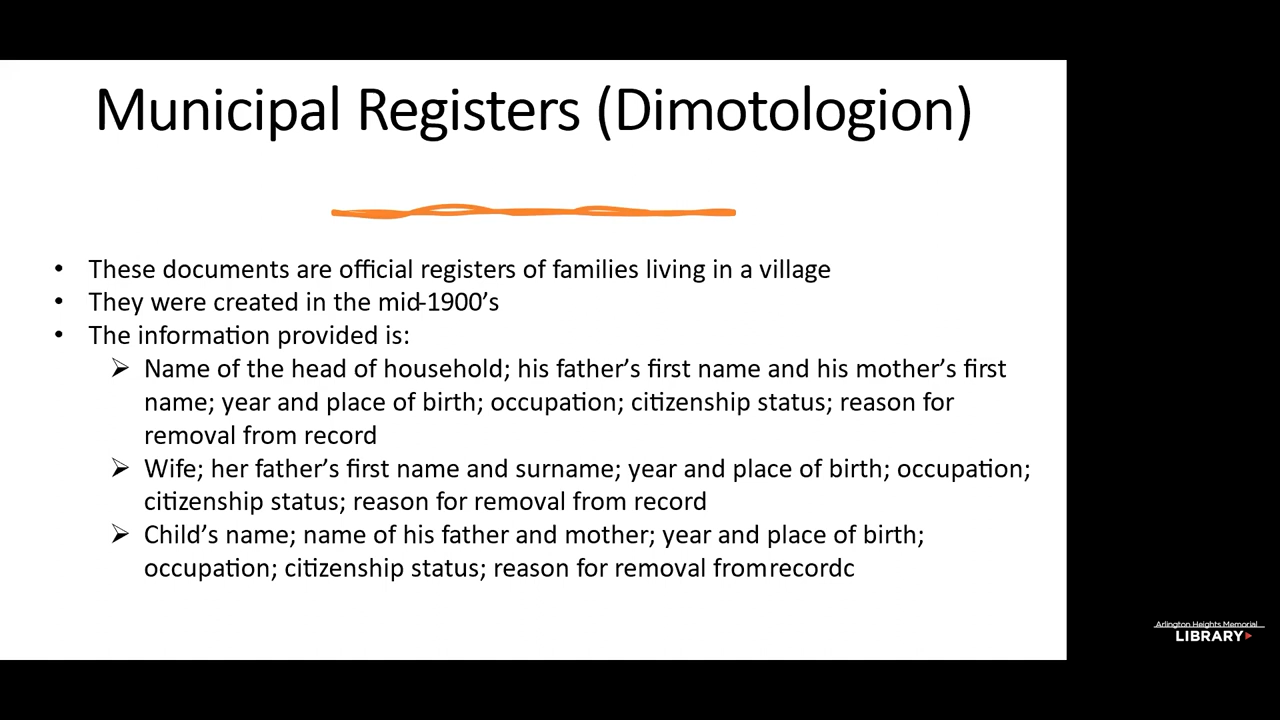 Municipal Registers (Dimotologion)
• These documents are official registers of families living in a village
• They were created in the mid-1900's
• The information provided is:
➢ Name of the head of household; his father's first name and his mother's first
name; year and place of birth; occupation; citizenship status; reason for
removal from record
➢ Wife; her father's first name and surname; year and place of birth; occupation;
citizenship status; reason for removal from record
➢ Child's name; name of his father and mother; year and place of birth;
occupation; citizenship status; reason for removal fromrecordc
Arlington Heights Memorial
LIBRARY